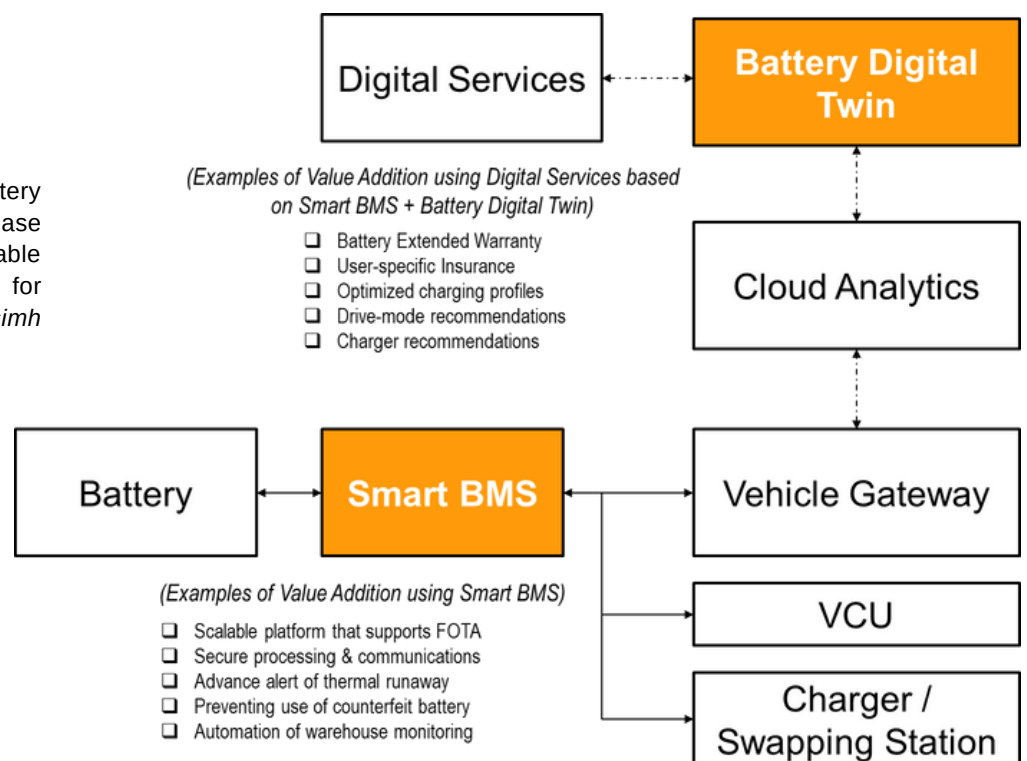 Digital Services
Battery Digital
Twin
(Examples of Value Addition using Digital Services based
on Smart BMS + Battery Digital Twin)
❑ Battery Extended Warranty
❑ User-specific Insurance
❑ Optimized charging profiles
❑ Drive-mode recommendations
❑ Charger recommendations
tery
ase
able
for
simh
Cloud Analytics
Battery
Smart BMS
Vehicle Gateway
(Examples of Value Addition using Smart BMS)
❑ Scalable platform that supports FOTA
❑ Secure processing & communications
❑ Advance alert of thermal runaway
❑ Preventing use of counterfeit battery
❑ Automation of warehouse monitoring
VCU
Charger /
Swapping Station